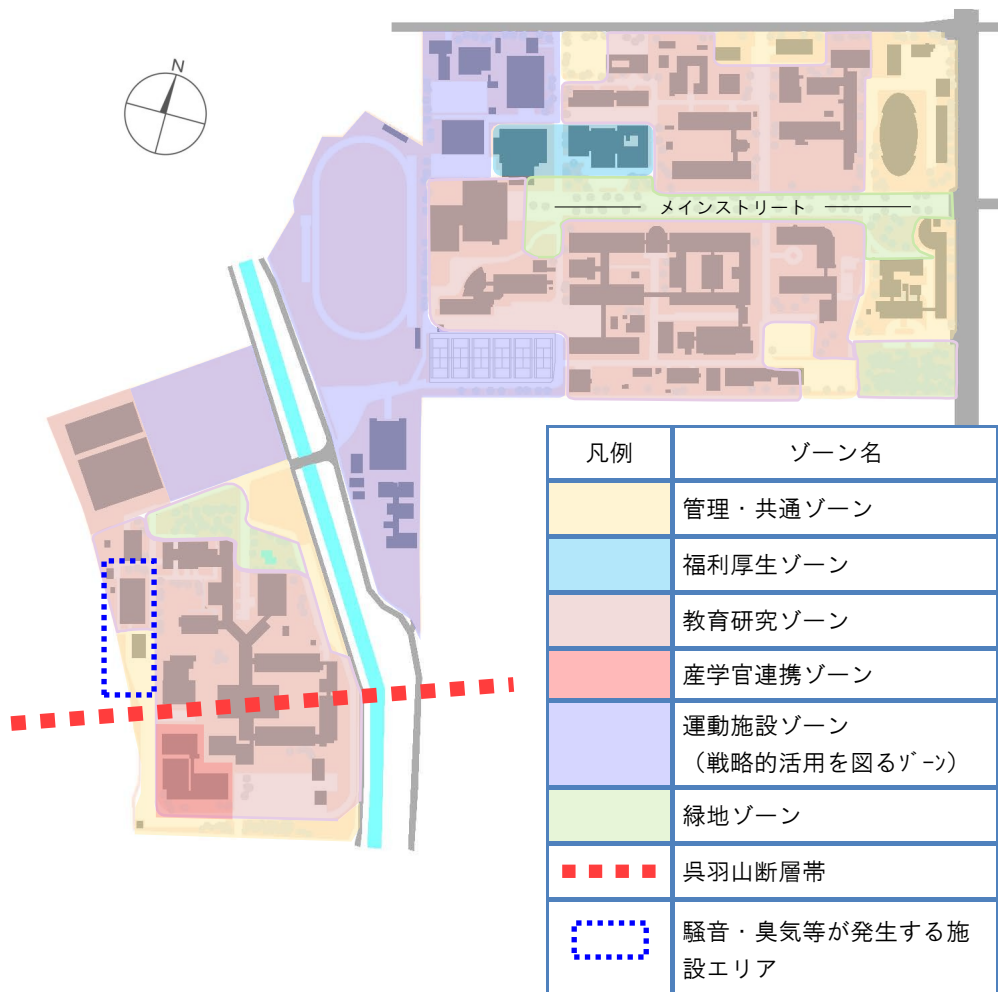 N
メインストリート
凡例
ゾーン名
管理・共通ゾーン
福利厚生ゾーン
教育研究ゾーン
産学官連携ゾーン
運動施設ゾーン
（戦略的活用を図るｿﾞｰﾝ）
緑地ゾーン
呉羽山断層帯
騒音・臭気等が発生する施
設エリア